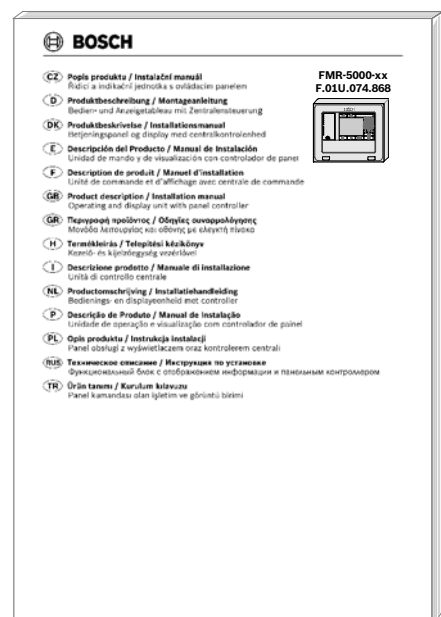 BOSCH
FMR-5000-xx
F.01U.074.868
CZ Popis produktu / Instalační manuál
Řídicí a indikační jednotka s ovládacím panelem
D Produktbeschreibung / Montageanleitung
Bedien- und Anzeigetableau mit Zentralensteuerung
DK Produktbeskrivelse / Installationsmanual
Betjeningspanel og display med centralkontrolenhed
E Descripción del Producto / Manual de Instalación
Unidad de mando y de visualización con controlador de panel
F Description de produit / Manuel d'installation
Unité de commande et d'affichage avec centrale de commande
GB Product description / Installation manual
Operating and display unit with panel controller
GR Περιγραφή προϊόντος / Οδηγίες συναρμολόγησης
Μονάδα λειτουργίας και οθόνης με ελεγκτή πίνακα
H Termékleírás / Telepítési kézikönyv
Kezelő- és kijelzőegység vezérlővel
I Descrizione prodotto / Manuale di installazione
Unità di controllo centrale
NL Productomschrijving / Installatiehandleiding
Bedienings- en displayeenheid met controller
P Descrição de Produto / Manual de Instalação
Unidade de operação e visualização com controlador de painel
PL Opis produktu / Instrukcja instalacji
Panel obsługi z wyświetlaczem oraz kontrolerem centrali
RUS Техническое описание / Инструкция по установке
Функциональный блок с отображением информации и панельным контроллером
TR Ürün tanımı / Kurulum kılavuzu
Panel kumandası olan işletim ve görüntü birimi